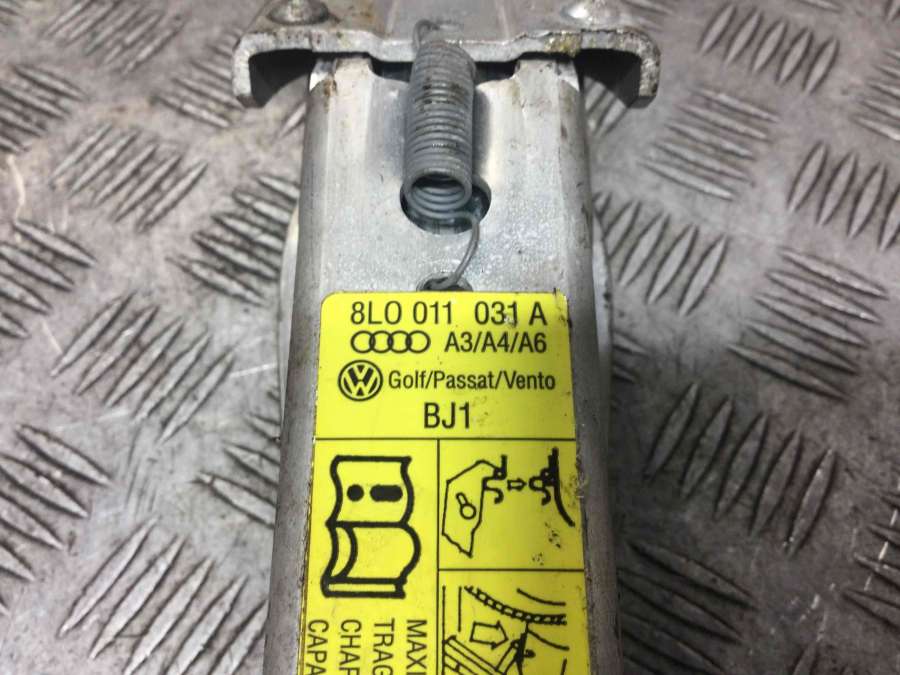 8L0 011 031 A
A3/A4/A6
Golf/Passat/Vento
BJ1
MAXI
TRAG
CHAR
CAPA